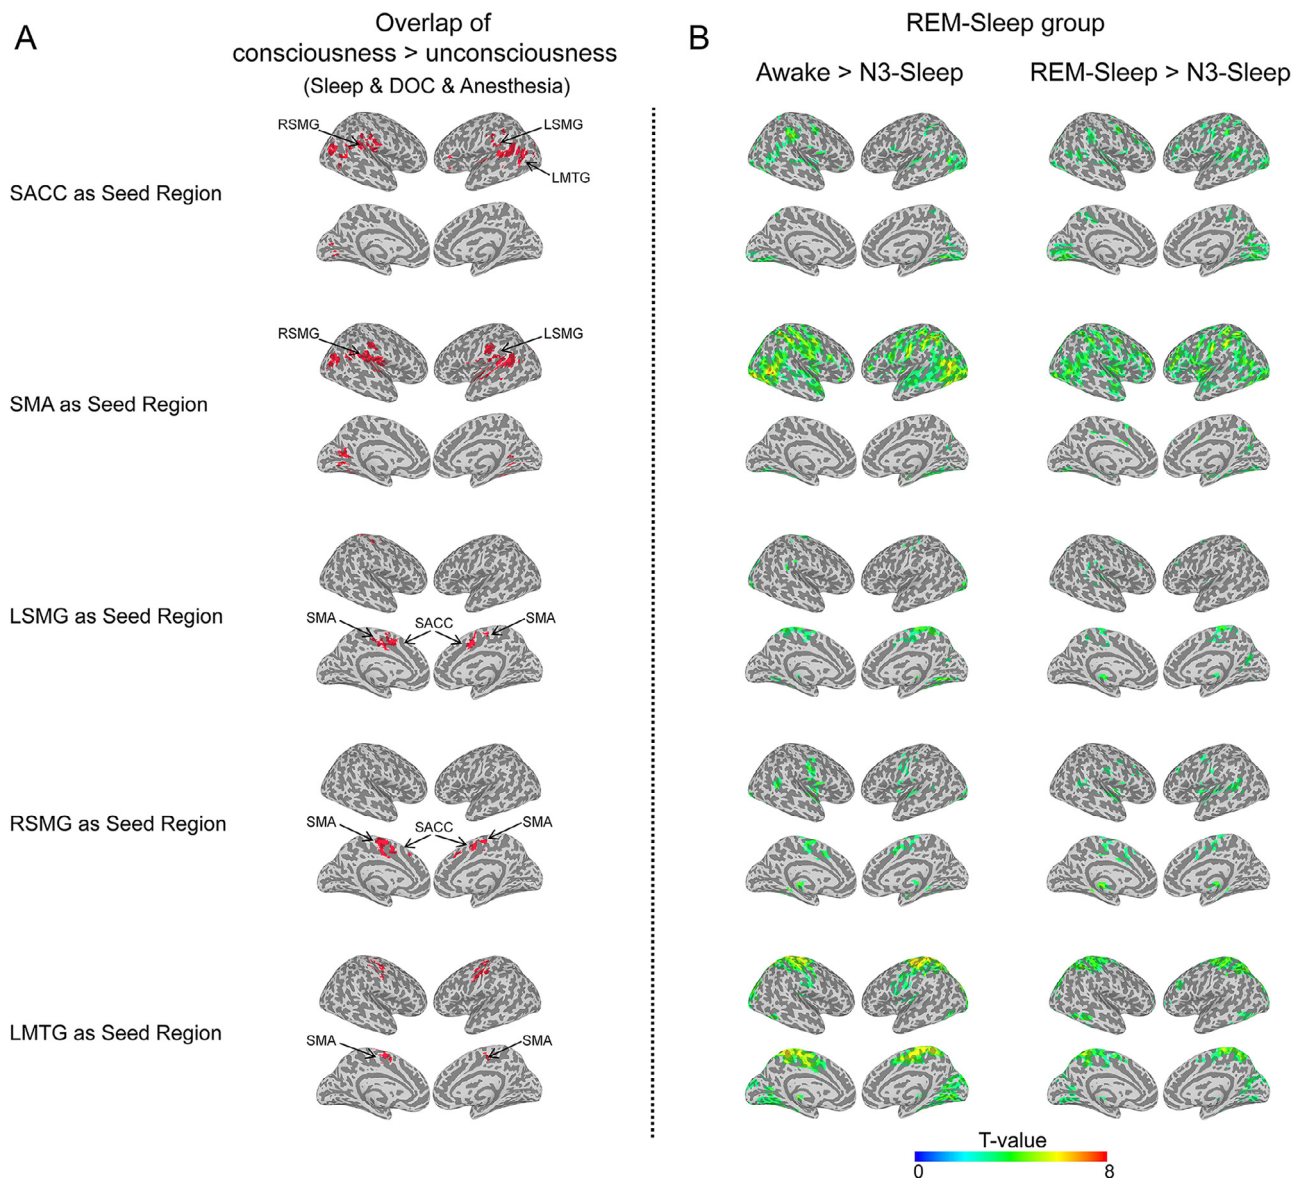 A
Overlap of
consciousness > unconsciousness
(Sleep & DOC & Anesthesia)
B
REM-Sleep group
Awake > N3-Sleep
REM-Sleep > N3-Sleep
SACC as Seed Region
RSMG
LSMG
LMTG
SMA as Seed Region
RSMG
LSMG
LSMG as Seed Region
SMA
SACC
SMA
RSMG as Seed Region
SMA
SACC
SMA
LMTG as Seed Region
SMA
SMA
T-value
0
8